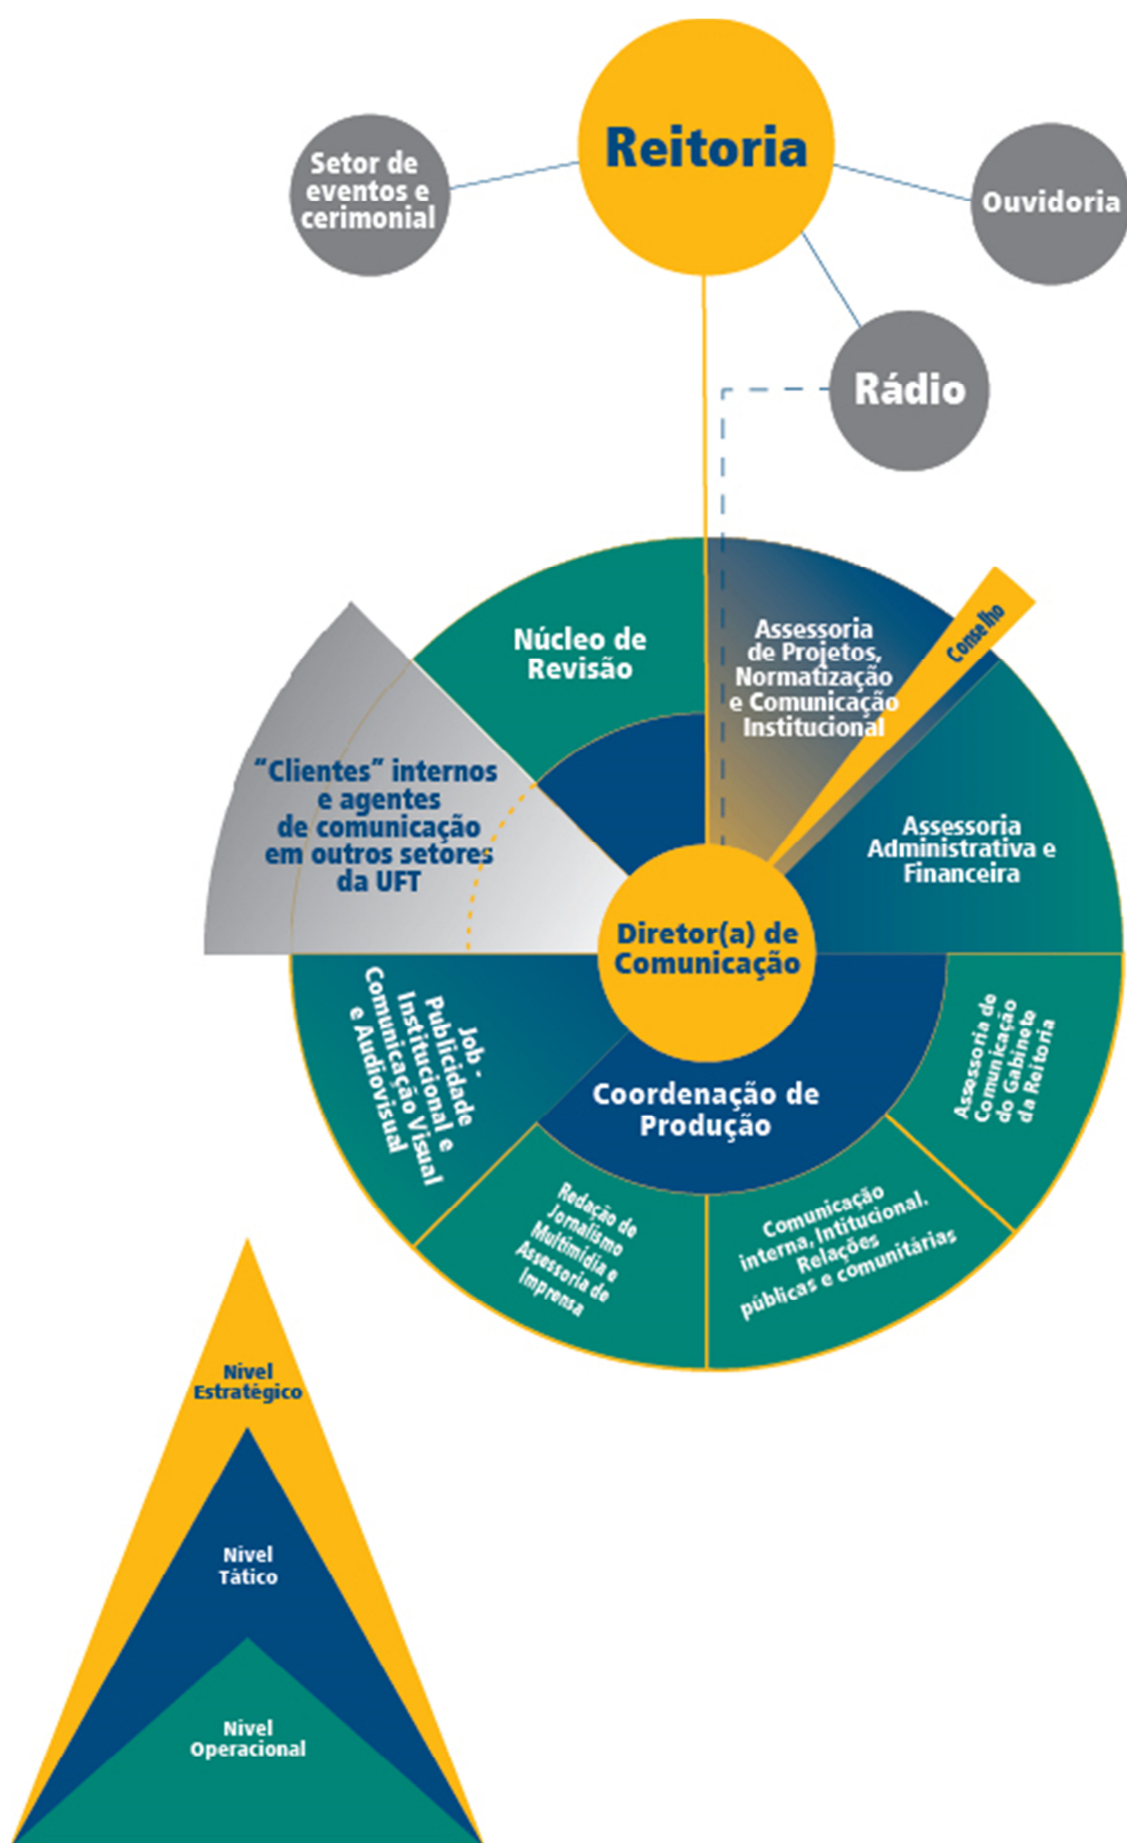 Reitoria
Setor de
eventos e
cerimonial
Ouvidoria
Rádio
Núcleo de
Revisão
Assessoria
de Projetos,
Normatização
e Comunicação
Institucional
Conselho
"Clientes" internos
e agentes
de comunicação
em outros setores
da UFT
Assessoria
Administrativa e
Financeira
Diretor(a) de
Comunicação
Job -
Publicidade
Institucional e
Comunicação Visual
e Audiovisual
Coordenação de
Produção
Assessoria de
Comunicação
do Gabinete
da Reitoria
Redação de
Jornalismo
Multimídia e
Assessoria de
Imprensa
Comunicação
interna, Intitucional.
Relações
públicas e comunitárias
Nivel
Estratégico
Nivel
Tático
Nivel
Operacional